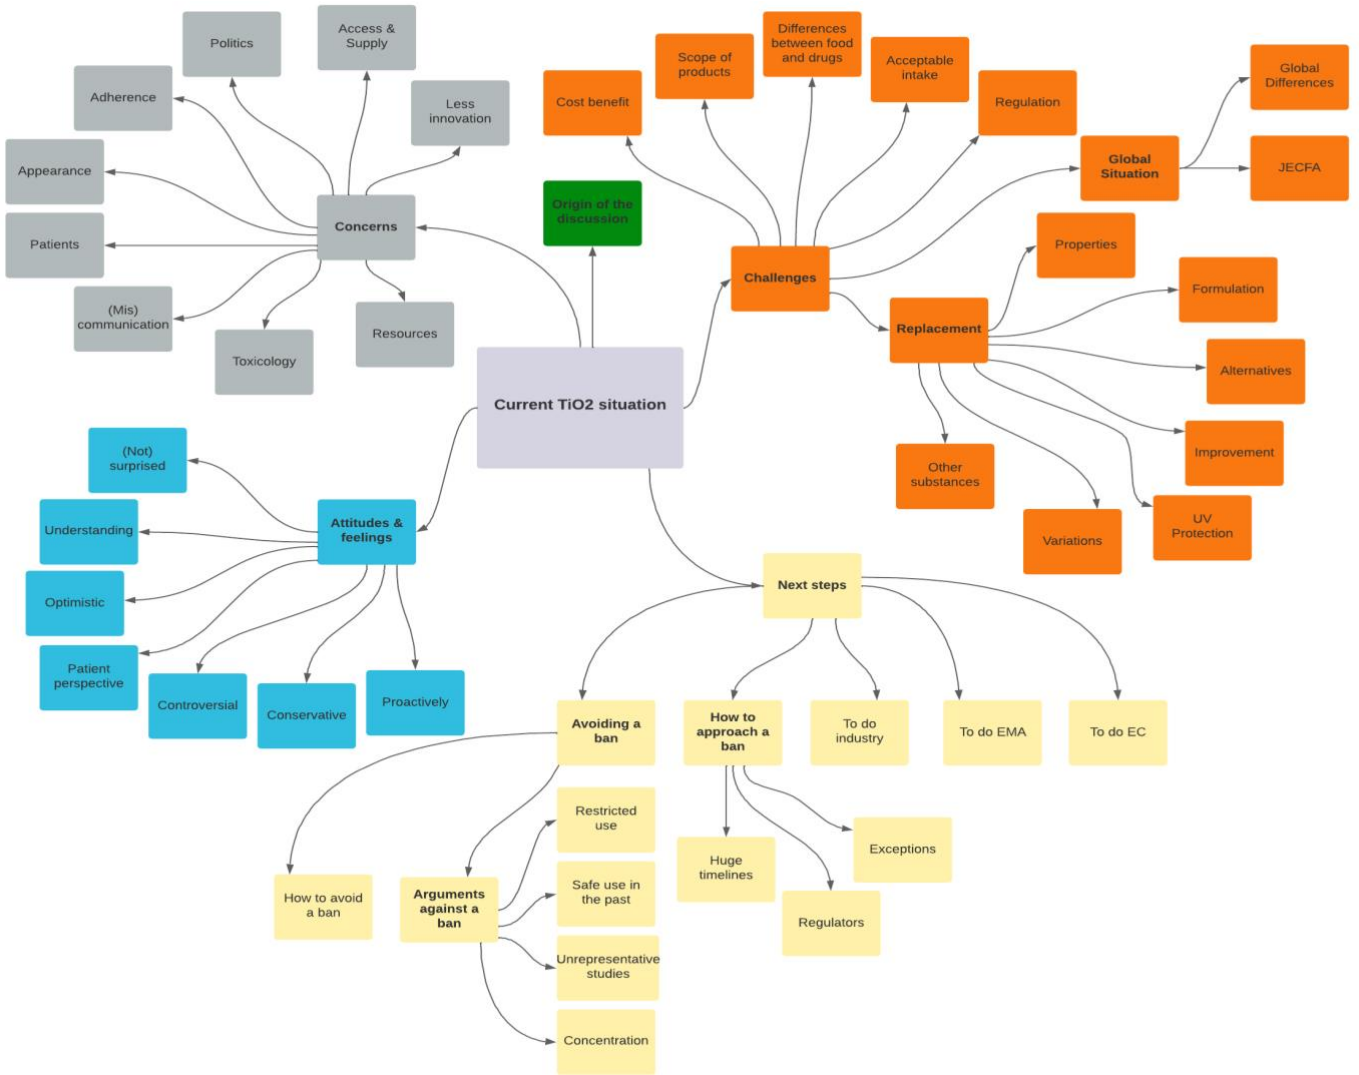 Politics
Access &
Supply
Adherence
Less
innovation
Appearance
Concerns
Patients
(Mis)
communication
Toxicology
Resources
Origin of the
discussion
Cost benefit
Scope of
products
Differences
between food
and drugs
Acceptable
intake
Regulation
Global
Situation
Global
Differences
JECFA
Challenges
Properties
Replacement
Formulation
Alternatives
Improvement
UV
Protection
Variations
Other
substances
Current TiO2 situation
(Not)
surprised
Understanding
Attitudes &
feelings
Optimistic
Patient
perspective
Controversial
Conservative
Proactively
Next steps
Avoiding a
ban
How to
approach a
ban
To do
industry
To do EMA
To do EC
How to avoid
a ban
Arguments
against a
ban
Restricted
use
Safe use in
the past
Unrepresentative
studies
Concentration
Huge
timelines
Regulators
Exceptions